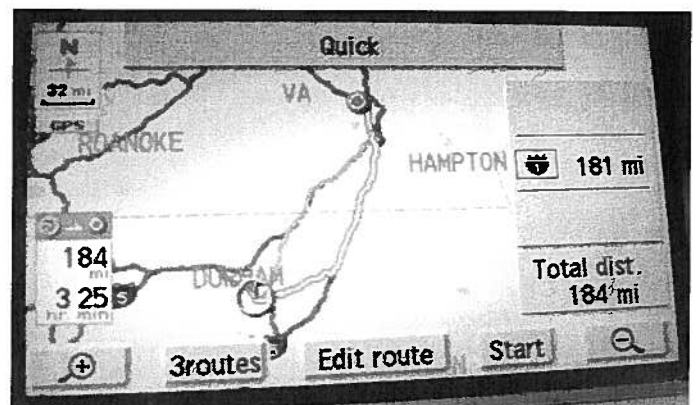 Quick
N
32 mi
GPS
VA
ROANOKE
HAMPTON
181 mi
184
mi
3 25
hr. min
DURHAM
S
Total dist.
184 mi
3routes
Edit route
Start